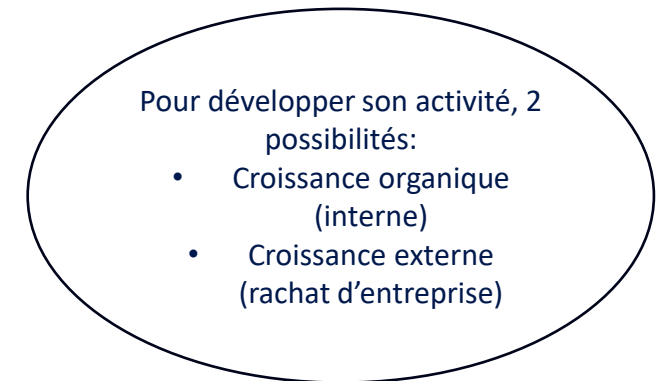 Pour développer son activité, 2
possibilités:
• Croissance organique
(interne)
• Croissance externe
(rachat d’entreprise)